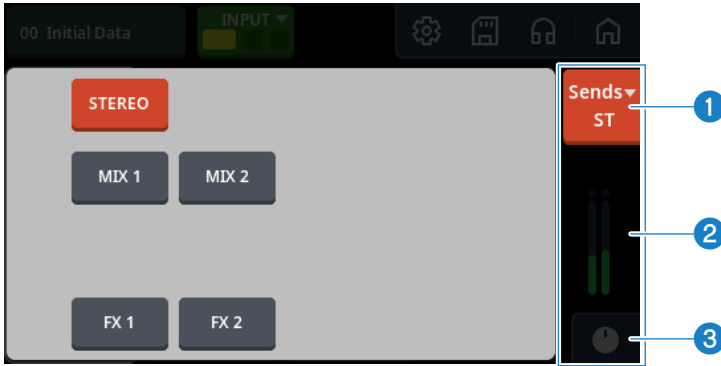 00 Initial Data
INPUT
STEREO
Sends
ST
1
MIX 1
MIX 2
2
FX 1
FX 2
3